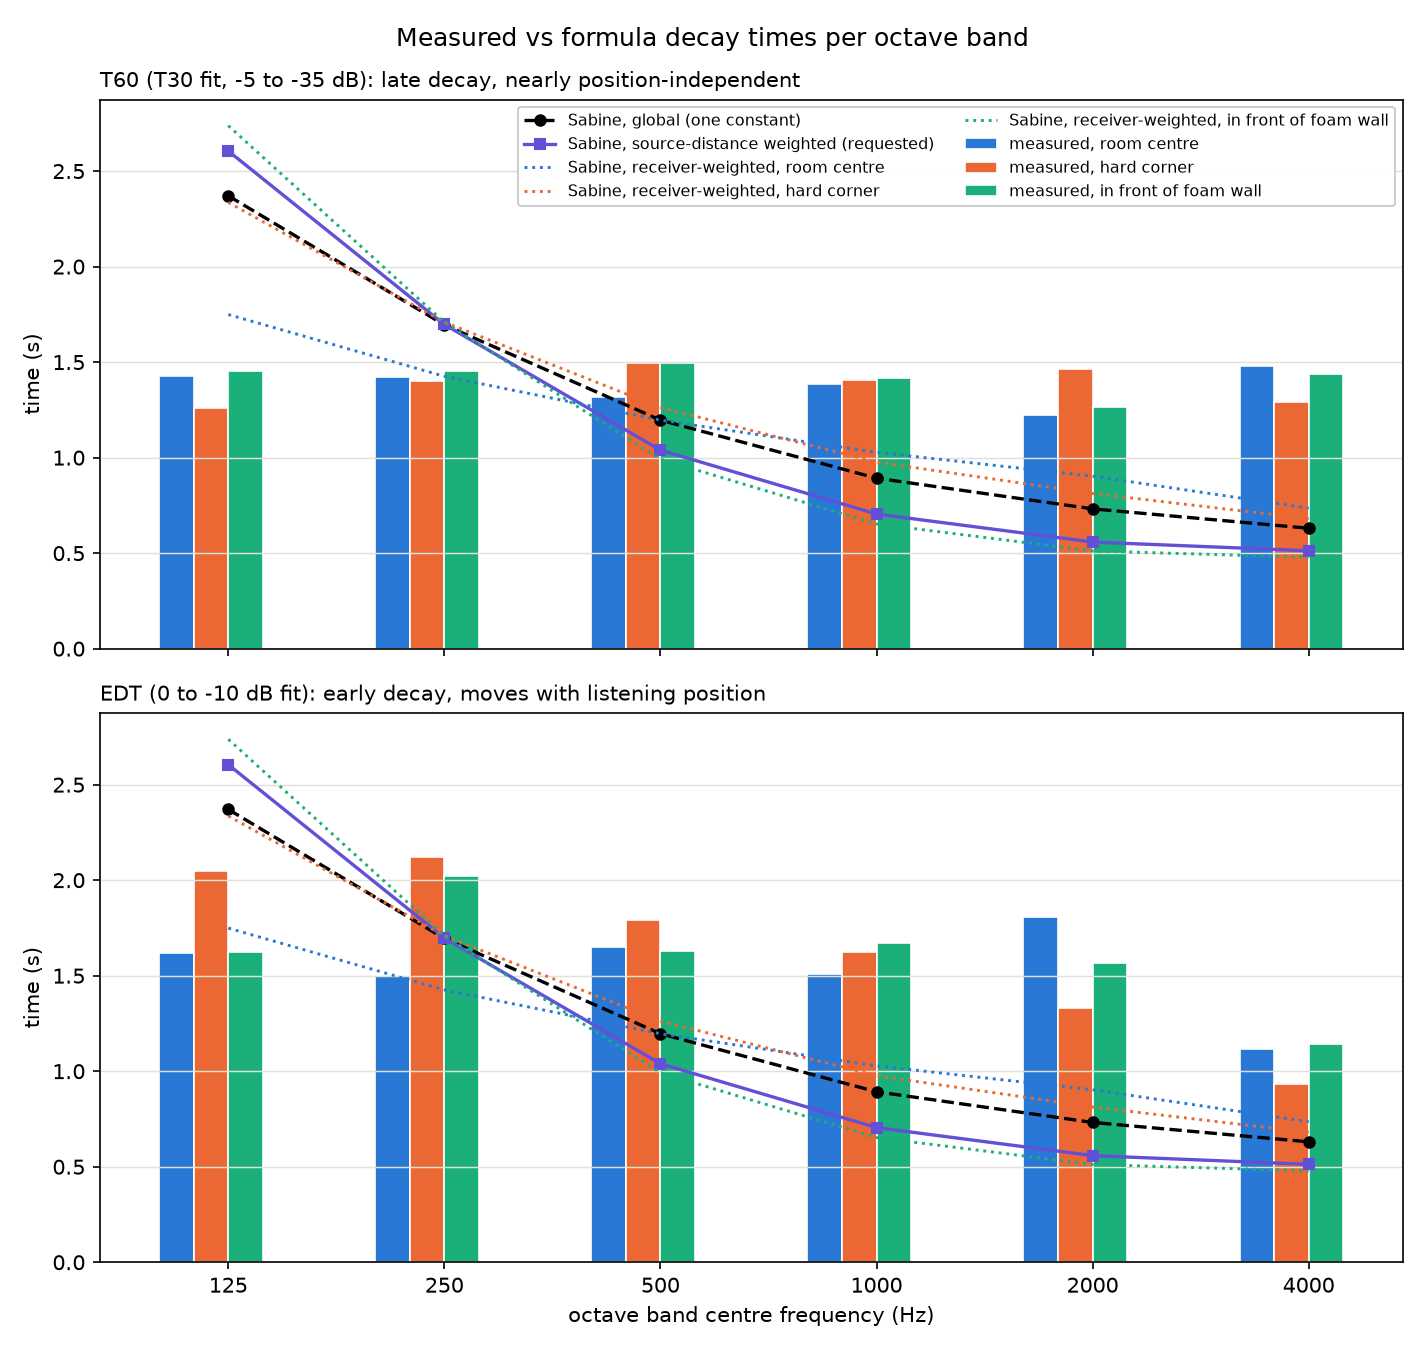 Measured vs formula decay times per octave band
T60 (T30 fit, -5 to -35 dB): late decay, nearly position-independent
Sabine, global (one constant)
Sabine, source-distance weighted (requested)
Sabine, receiver-weighted, room centre
Sabine, receiver-weighted, hard corner
Sabine, receiver-weighted, in front of foam wall
measured, room centre
measured, hard corner
measured, in front of foam wall
time (s)
2.5
2.0
1.5
1.0
0.5
0.0
EDT (0 to -10 dB fit): early decay, moves with listening position
time (s)
2.5
2.0
1.5
1.0
0.5
0.0
125 250 500 1000 2000 4000
octave band centre frequency (Hz)